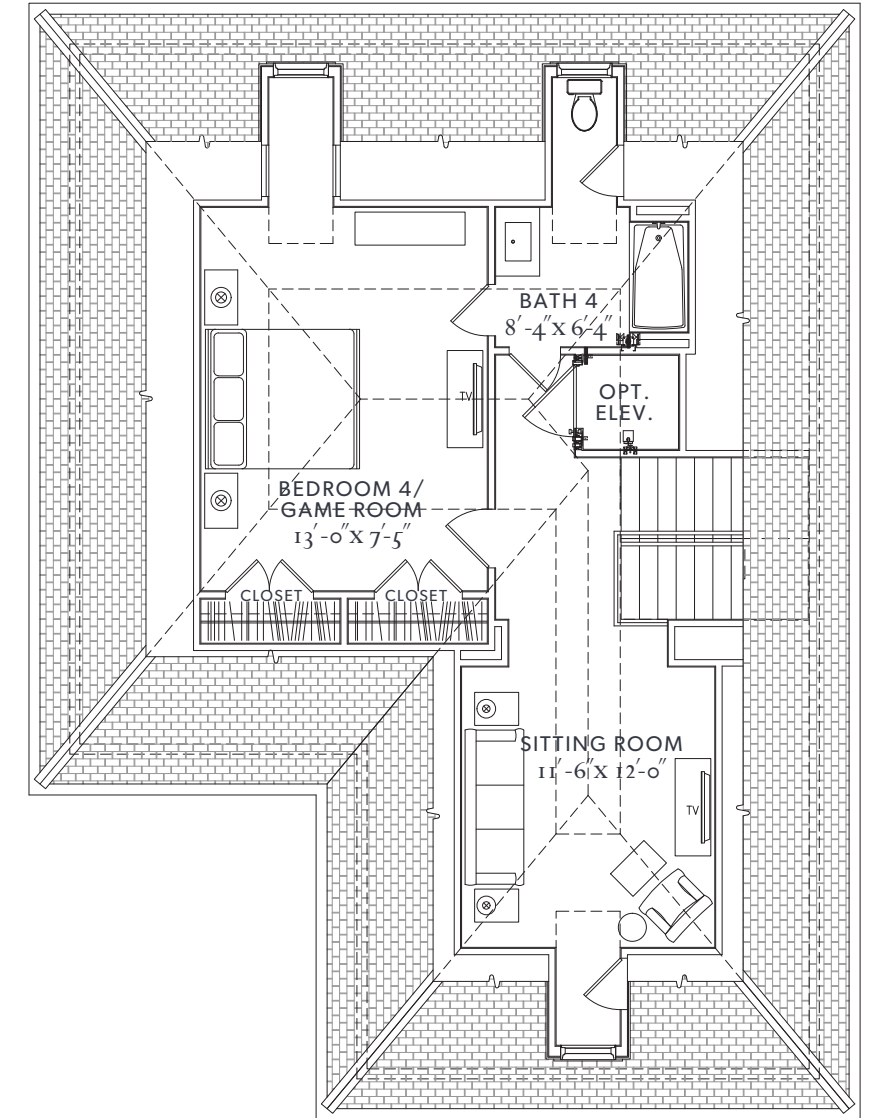 BATH 4
8'-4"x 6'-4"
OPT.
ELEV.
TV
BEDROOM 4/
GAME ROOM
13'-0"x 7'-5"
CLOSET
CLOSET
SITTING ROOM
11'-6"x 12'-0"
TV